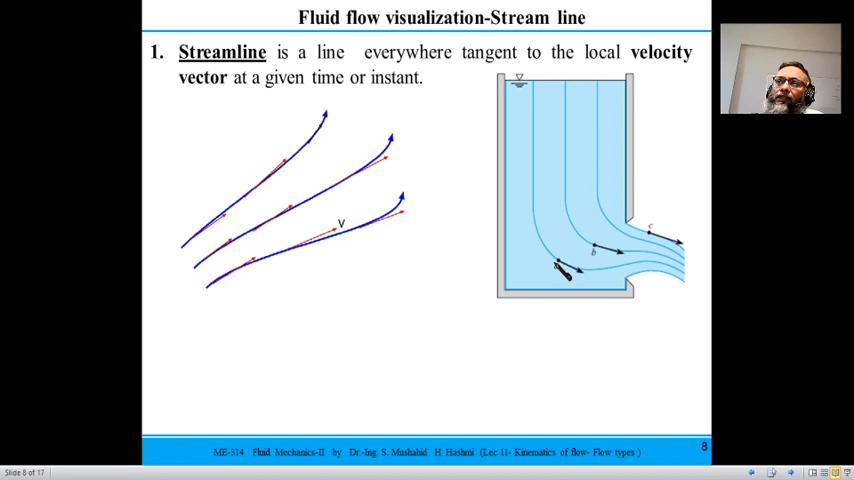 Fluid flow visualization-Stream line
1. Streamline is a line everywhere tangent to the local velocity
vector at a given time or instant.
V
c
b
ME-314 Fluid Mechanics-II by Dr.-Ing. S. Mushahid H Hashmi (Lec 11- Kinematics of flow- Flow types )
8
Slide 8 of 17